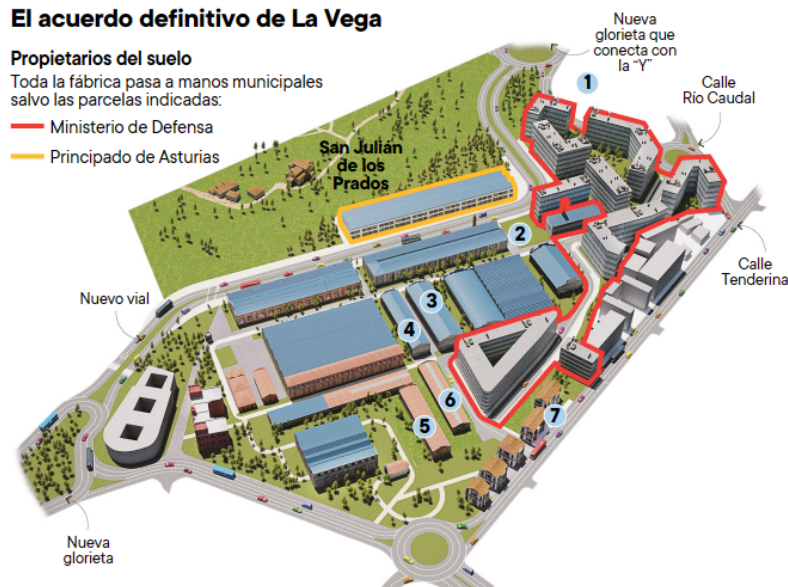 El acuerdo definitivo de La Vega
Propietarios del suelo
Toda la fábrica pasa a manos municipales
salvo las parcelas indicadas:
Ministerio de Defensa
Principado de Asturias
Nueva
glorieta que
conecta con
la “Y”
1
Calle
Río Caudal
San Julián
de los
Prados
2
Calle
Tenderina
Nuevo vial
3
4
6
5
7
Nueva
glorieta